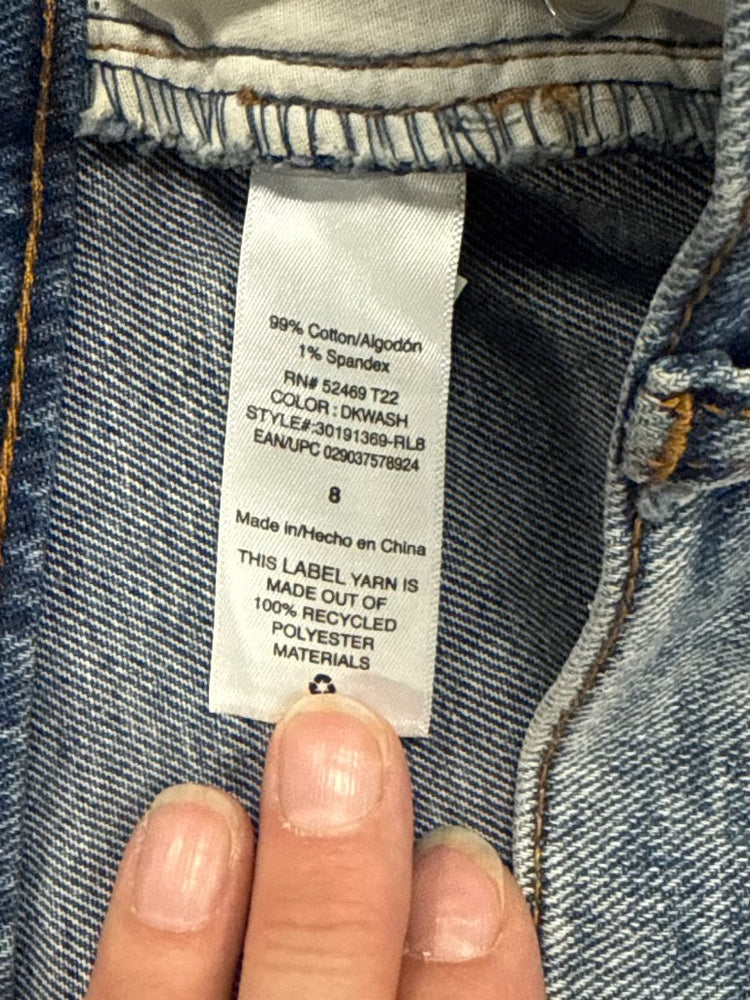 99% Cotton/Algodón
1% Spandex
RN# 52469 T22
COLOR : DKWASH
STYLE#:30191369-RL8
EAN/UPC 029037578924
8
Made in/Hecho en China
THIS LABEL YARN IS
MADE OUT OF
100% RECYCLED
POLYESTER
MATERIALS